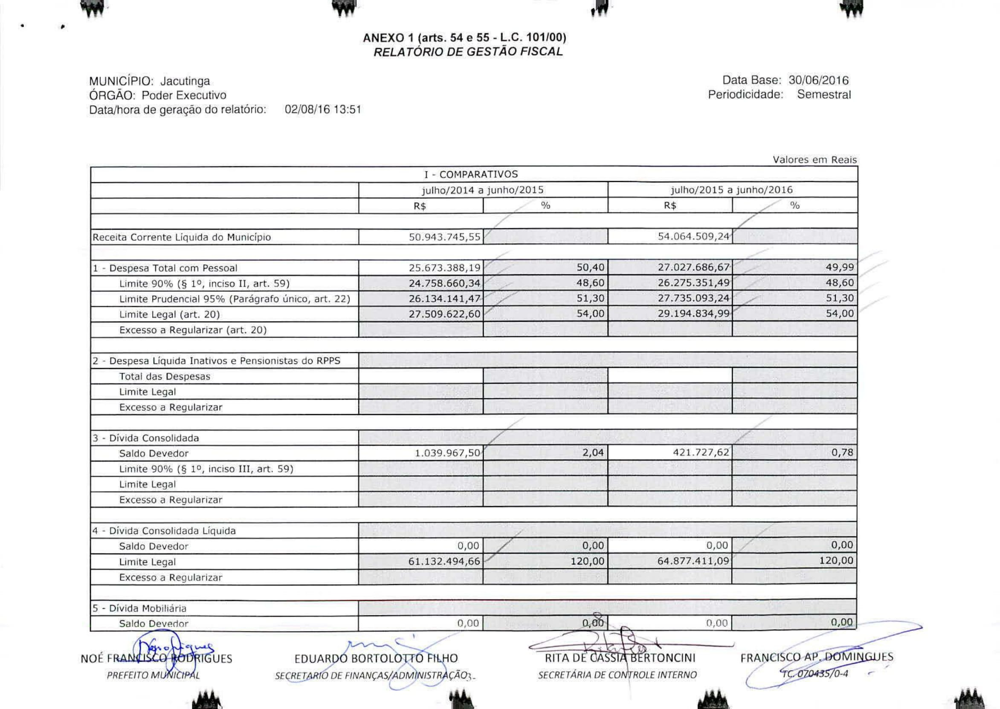 ANEXO 1 (arts. 54 e 55 - L.C. 101/00)
RELATÓRIO DE GESTÃO FISCAL
MUNICÍPIO: Jacutinga
Data Base: 30/06/2016
ÓRGÃO: Poder Executivo
Periodicidade: Semestral
Data/hora de geração do relatório: 02/08/16 13:51
Valores em Reais
I - COMPARATIVOS
julho/2014 a junho/2015 julho/2015 a junho/2016
R$ % R$ %
Receita Corrente Líquida do Município 50.943.745,55 54.064.509,24
1 - Despesa Total com Pessoal 25.673.388,19 50,40 27.027.686,67 49,99
Limite 90% (§ 1º, inciso II, art. 59) 24.758.660,34 48,60 26.275.351,49 48,60
Limite Prudencial 95% (Parágrafo único, art. 22) 26.134.141,47 51,30 27.735.093,24 51,30
Limite Legal (art. 20) 27.509.622,60 54,00 29.194.834,99 54,00
Excesso a Regularizar (art. 20)
2 - Despesa Líquida Inativos e Pensionistas do RPPS
Total das Despesas
Limite Legal
Excesso a Regularizar
3 - Dívida Consolidada
Saldo Devedor 1.039.967,50 2,04 421.727,62 0,78
Limite 90% (§ 1º, inciso III, art. 59)
Limite Legal
Excesso a Regularizar
4 - Dívida Consolidada Líquida
Saldo Devedor 0,00 0,00 0,00 0,00
Limite Legal 61.132.494,66 120,00 64.877.411,09 120,00
Excesso a Regularizar
5 - Dívida Mobiliária
Saldo Devedor 0,00 0,00 0,00 0,00
NOÉ FRANCISCO RODRIGUES EDUARDO BORTOLOTTO FILHO RITA DE CÁSSIA BERTONCINI FRANCISCO AP. DOMINGUES
PREFEITO MUNICIPAL SECRETARIO DE FINANÇAS/ADMINISTRAÇÃO SECRETÁRIA DE CONTROLE INTERNO TC. 070435/0-4